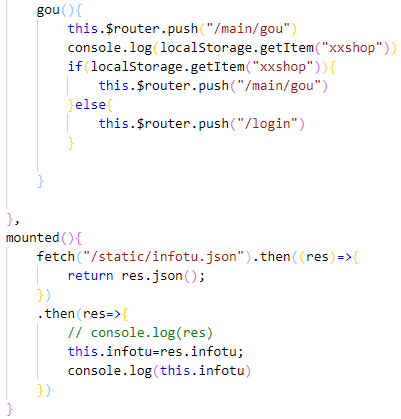 gou(){
this.$router.push("/main/gou")
console.log(localStorage.getItem("xxshop"))
if(localStorage.getItem("xxshop")){
this.$router.push("/main/gou")
}else{
this.$router.push("/login")
}
}
},
mounted(){
fetch("/static/infotu.json").then((res)=>{
return res.json();
})
.then(res=>{
// console.log(res)
this.infotu=res.infotu;
console.log(this.infotu)
})
}